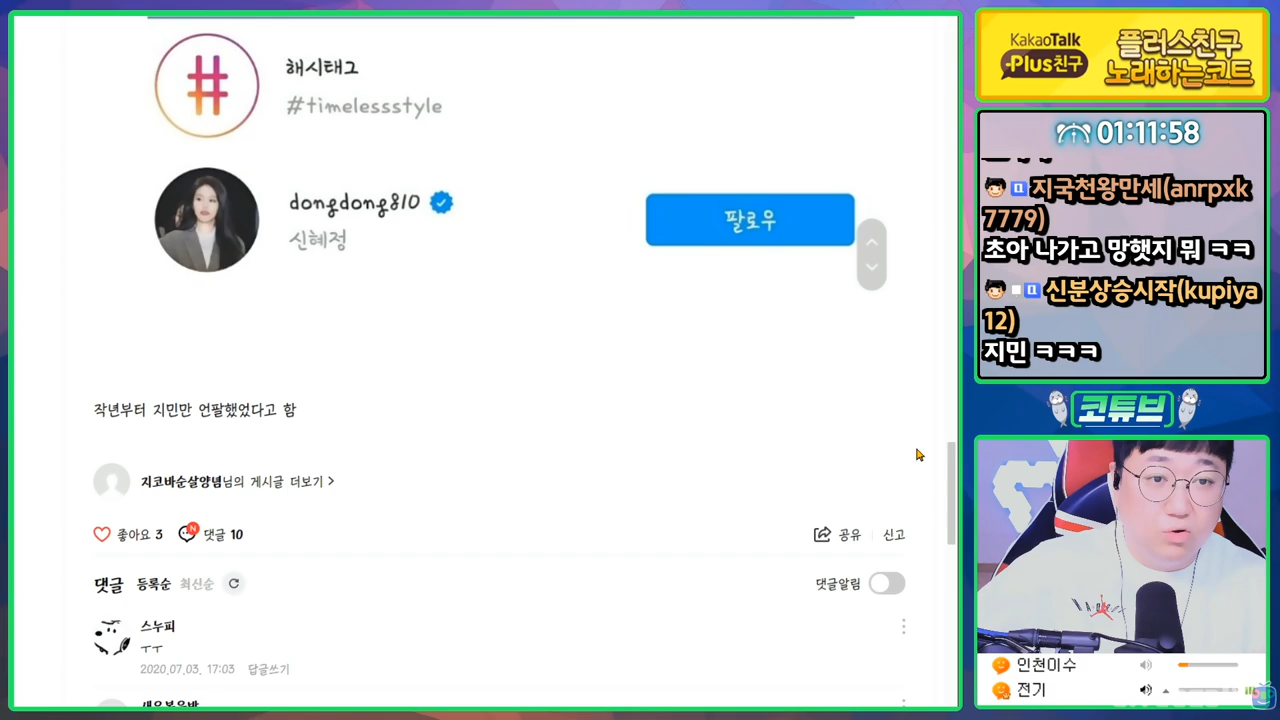 해시태그
#timelessstyle
dongdong810
신혜정
팔로우
작년부터 지민만 언팔했었다고 함
지코바순살양념님의 게시글 더보기
좋아요 3 댓글 10
공유 신고
댓글 등록순 최신순
댓글알림
스누피
ㅜㅜ
2020.07.03. 17:03 답글쓰기
KakaoTalk
Plus친구
플러스친구
노래하는코트
01:11:58
지국천왕만세(anrpxk
7779)
초아 나가고 망햇지 뭐 ㅋㅋ
신분상승시작(kupiya
12)
지민 ㅋㅋㅋ
코튜브
인천이수
전기